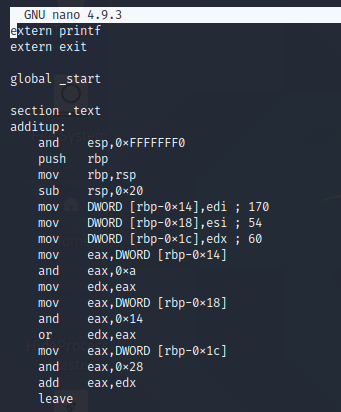 GNU nano 4.9.3
extern printf
extern exit
global _start
section .text
additup:
and esp,0×FFFFFFF0
push rbp
mov rbp,rsp
sub rsp,0×20
mov DWORD [rbp-0×14],edi ; 170
mov DWORD [rbp-0×18],esi ; 54
mov DWORD [rbp-0×1c],edx ; 60
mov eax,DWORD [rbp-0×14]
and eax,0×a
mov edx,eax
mov eax,DWORD [rbp-0×18]
and eax,0×14
or edx,eax
mov eax,DWORD [rbp-0×1c]
and eax,0×28
add eax,edx
leave